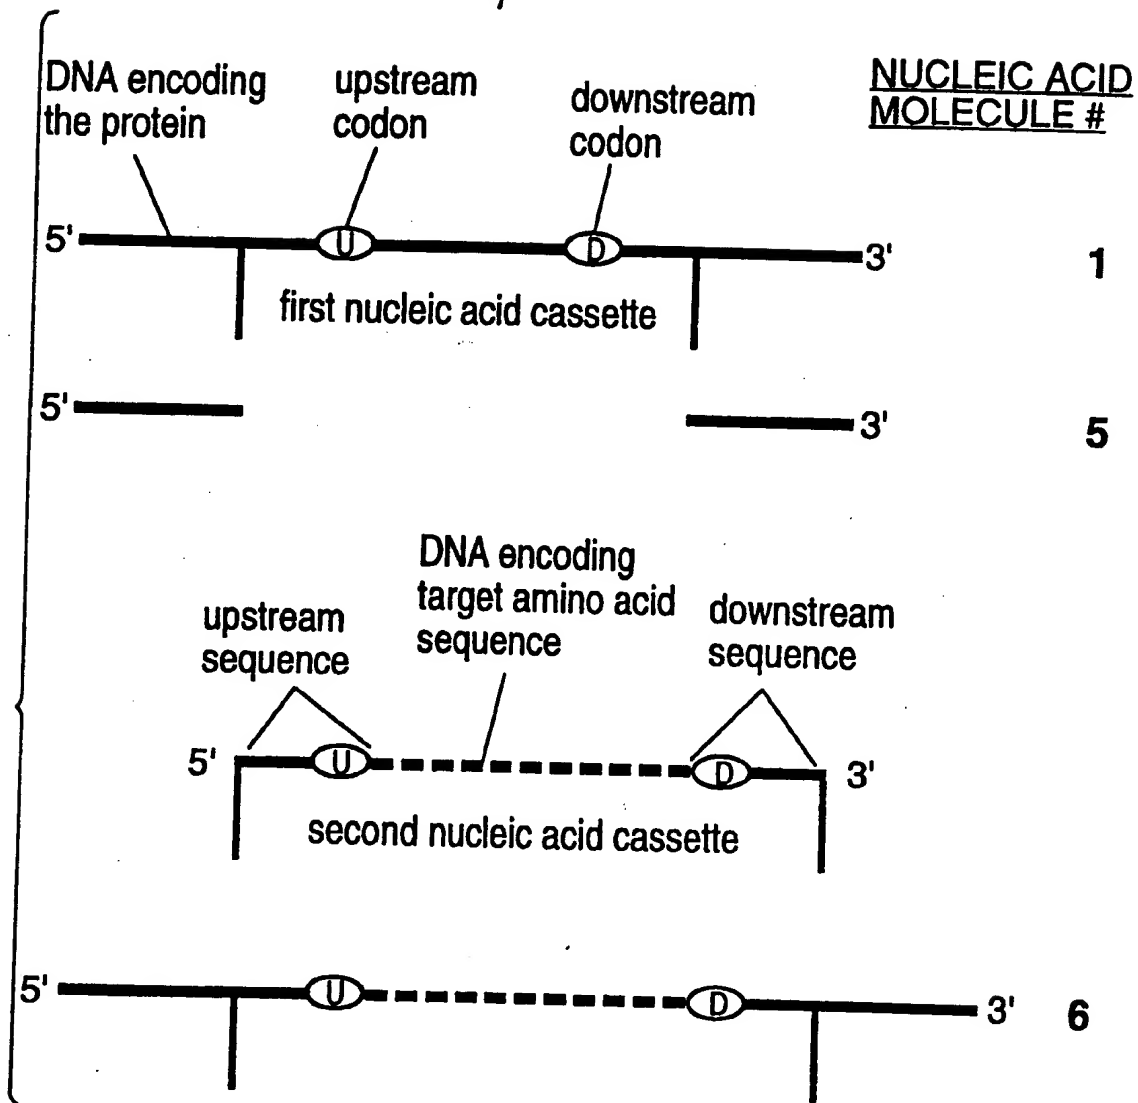 DNA encoding
the protein
upstream
codon
downstream
codon
NUCLEIC ACID
MOLECULE #
5'
U
D
3'
1
first nucleic acid cassette
5'
3'
5
DNA encoding
target amino acid
sequence
upstream
sequence
downstream
sequence
5'
U
D
3'
second nucleic acid cassette
5'
U
D
3'
6